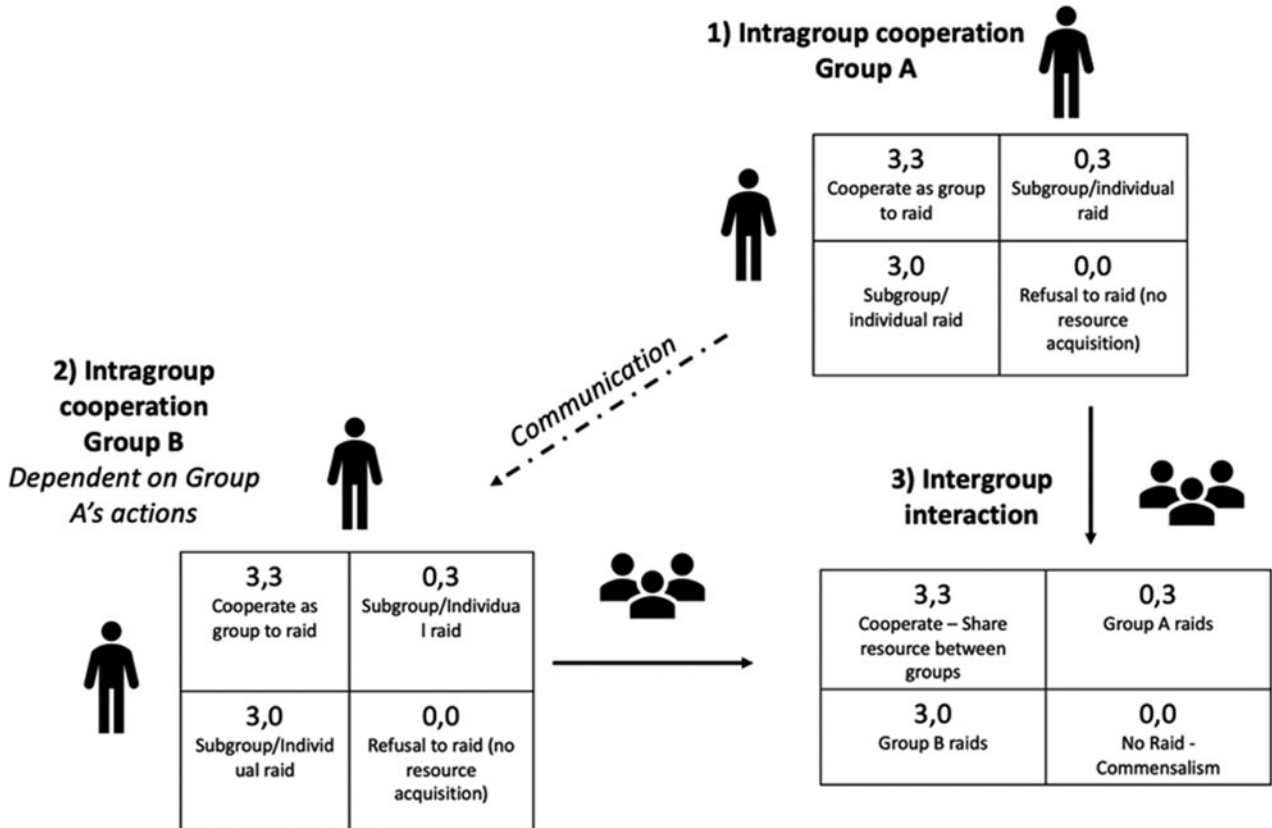 1) Intragroup cooperation
Group A
3,3
Cooperate as group
to raid
0,3
Subgroup/individual
raid
3,0
Subgroup/
individual raid
0,0
Refusal to raid (no
resource
acquisition)
Communication
2) Intragroup
cooperation
Group B
Dependent on Group
A's actions
3,3
Cooperate as
group to raid
0,3
Subgroup/Individua
l raid
3,0
Subgroup/Individ
ual raid
0,0
Refusal to raid (no
resource
acquisition)
3) Intergroup
interaction
3,3
Cooperate – Share
resource between
groups
0,3
Group A raids
3,0
Group B raids
0,0
No Raid -
Commensalism